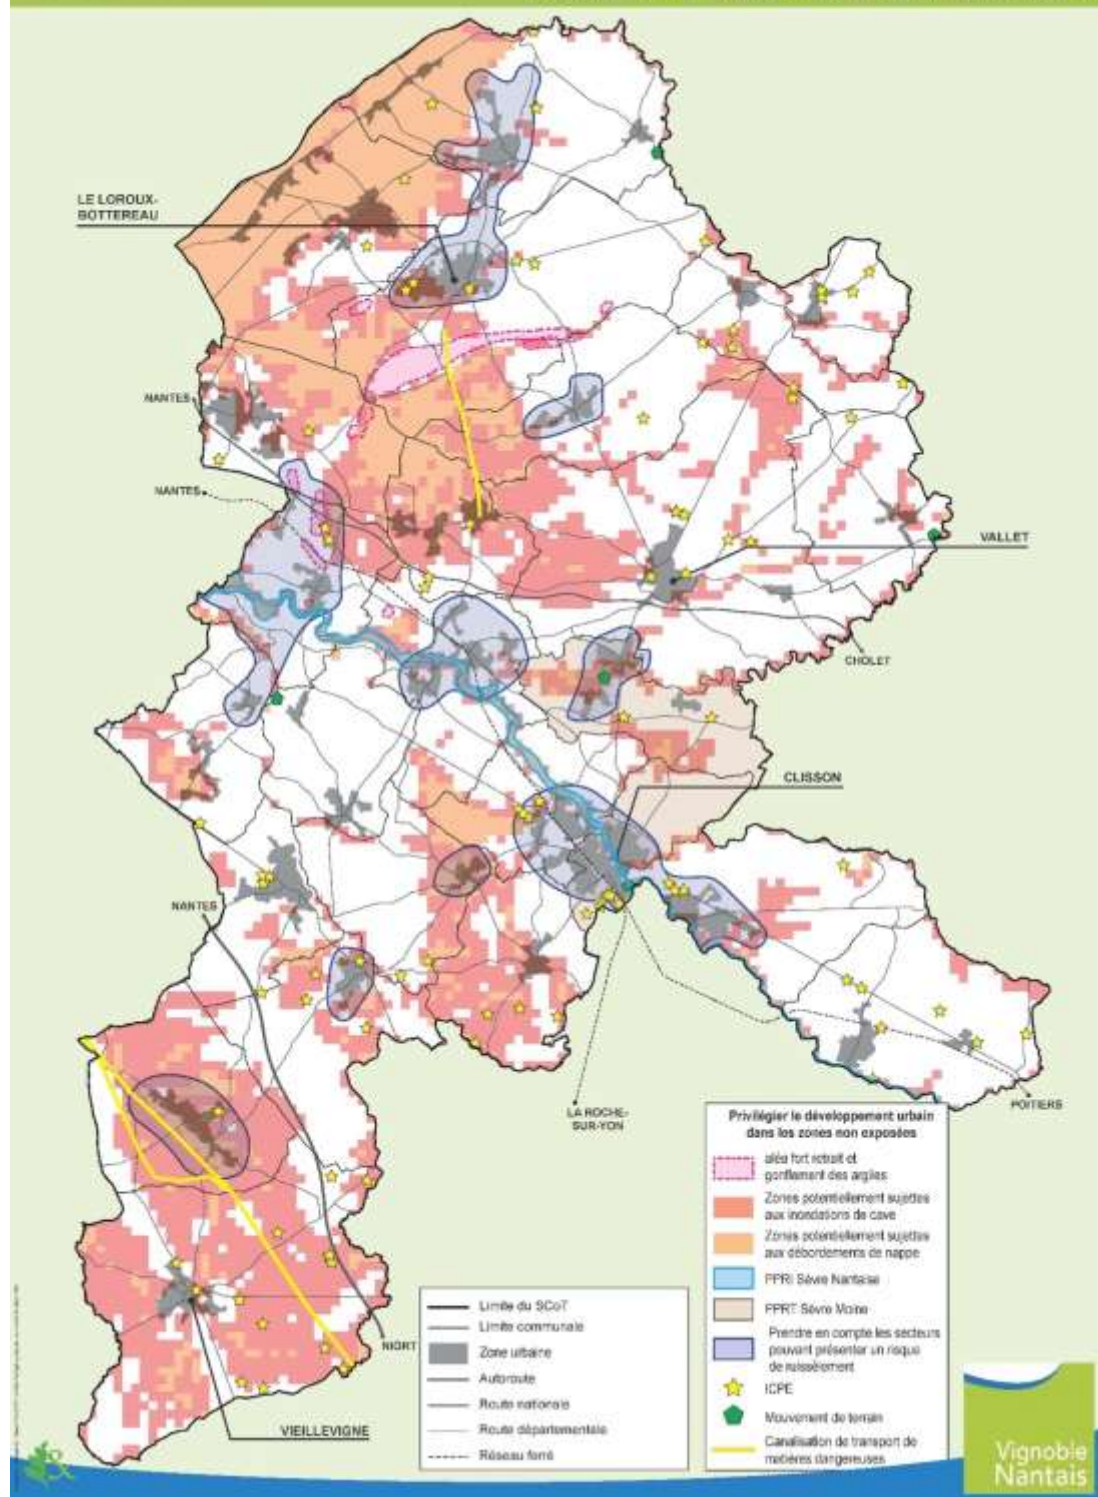 LE LOROUX-
BOTTEREAU
NANTES
NANTES
VALLET
CHOLET
CLISSON
NANTES
LA ROCHE-
SUR-YON
POITIERS
NIORT
VIEILLEVIGNE
Privilégier le développement urbain
dans les zones non exposées
aléa fort retrait et
gonflement des argiles
Zones potentiellement sujettes
aux inondations de cave
Zones potentiellement sujettes
aux débordements de nappe
PPRI Sèvre Nantaise
PPRT Sèvre Moine
Prendre en compte les secteurs
pouvant présenter un risque
de ruissèlement
ICPE
Mouvement de terrain
Canalisation de transport de
matières dangereuses
Limite du SCoT
Limite communale
Zone urbaine
Autoroute
Route nationale
Route départementale
Réseau ferré
Vignoble
Nantais